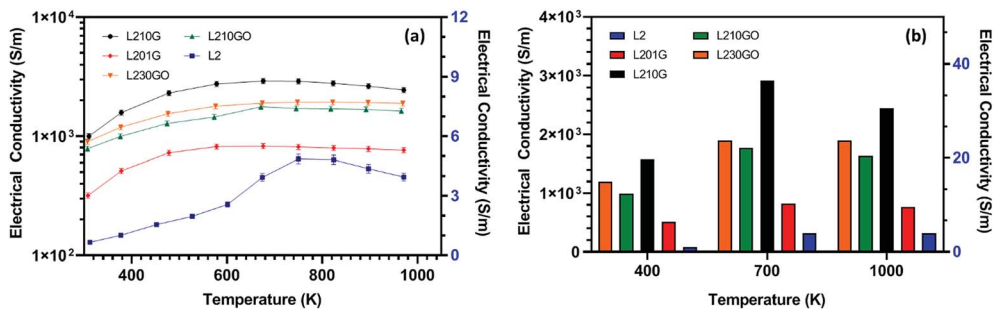 1×10⁴
12
4×10³
L210G
L210GO
(a)
L2
L210GO
(b)
L201G
L2
L201G
L230GO
L230GO
L210G
Electrical Conductivity (S/m)
9
Electrical Conductivity (S/m)
Electrical Conductivity (S/m)
3×10³
40
Electrical Conductivity (S/m)
1×10³
6
2×10³
20
3
1×10³
1×10²
0
0
0
400
600
800
1000
400
700
1000
Temperature (K)
Temperature (K)